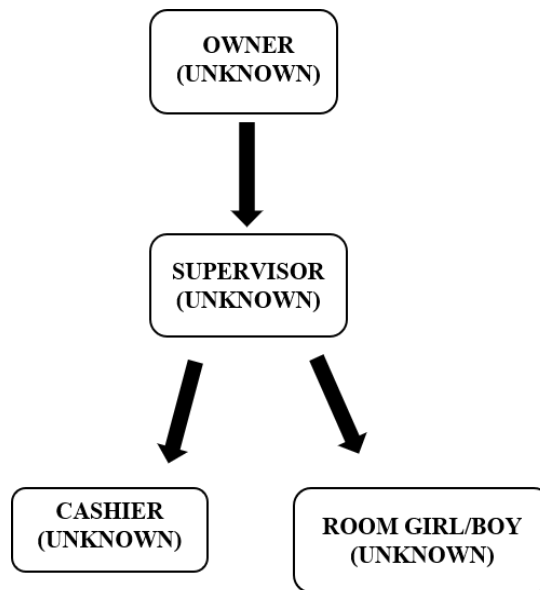 OWNER
(UNKNOWN)
SUPERVISOR
(UNKNOWN)
CASHIER
(UNKNOWN)
ROOM GIRL/BOY
(UNKNOWN)